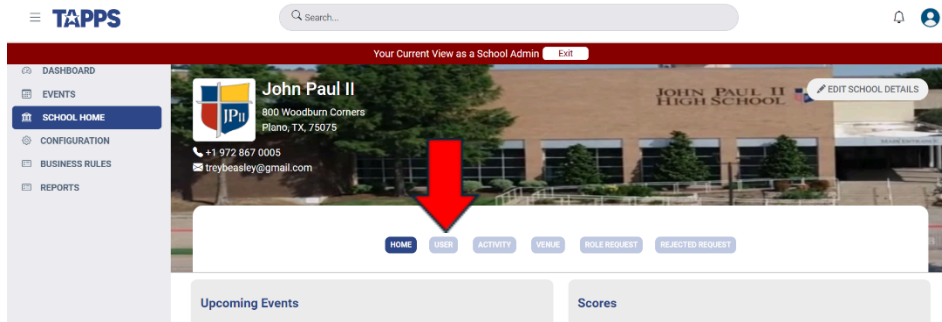 TAPPS
Search...
Your Current View as a School Admin Exit
DASHBOARD
EVENTS
SCHOOL HOME
CONFIGURATION
BUSINESS RULES
REPORTS
JPII
John Paul II
800 Woodburn Corners
Plano, TX, 75075
+1 972 867 0005
treybeasley@gmail.com
JOHN PAUL II
HIGH SCHOOL
EDIT SCHOOL DETAILS
HOME USER ACTIVITY VENUE ROLE REQUEST REJECTED REQUEST
Upcoming Events
Scores